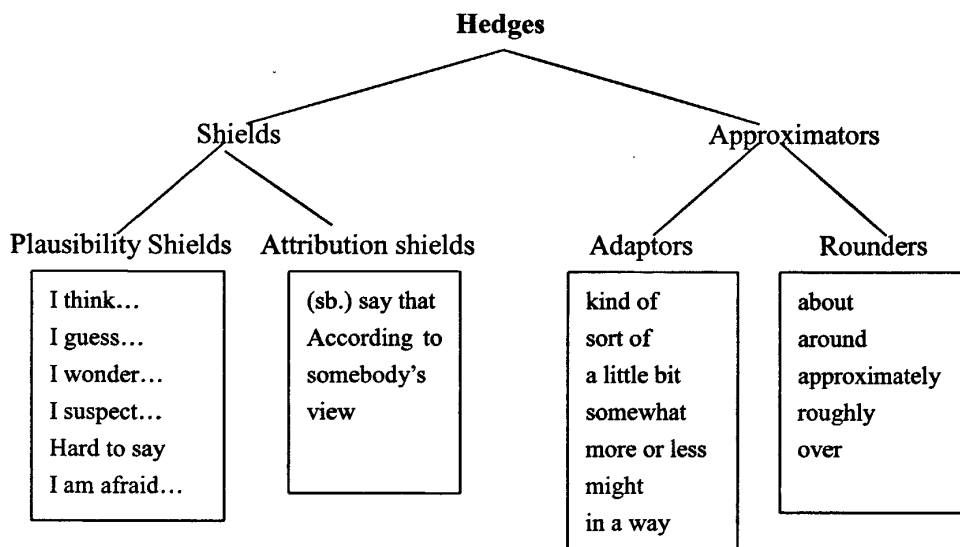 Hedges
Shields
Approximators
Plausibility Shields
Attribution shields
Adaptors
Rounders
I think…
I guess…
I wonder…
I suspect…
Hard to say
I am afraid…
(sb.) say that
According to
somebody's
view
kind of
sort of
a little bit
somewhat
more or less
might
in a way
about
around
approximately
roughly
over